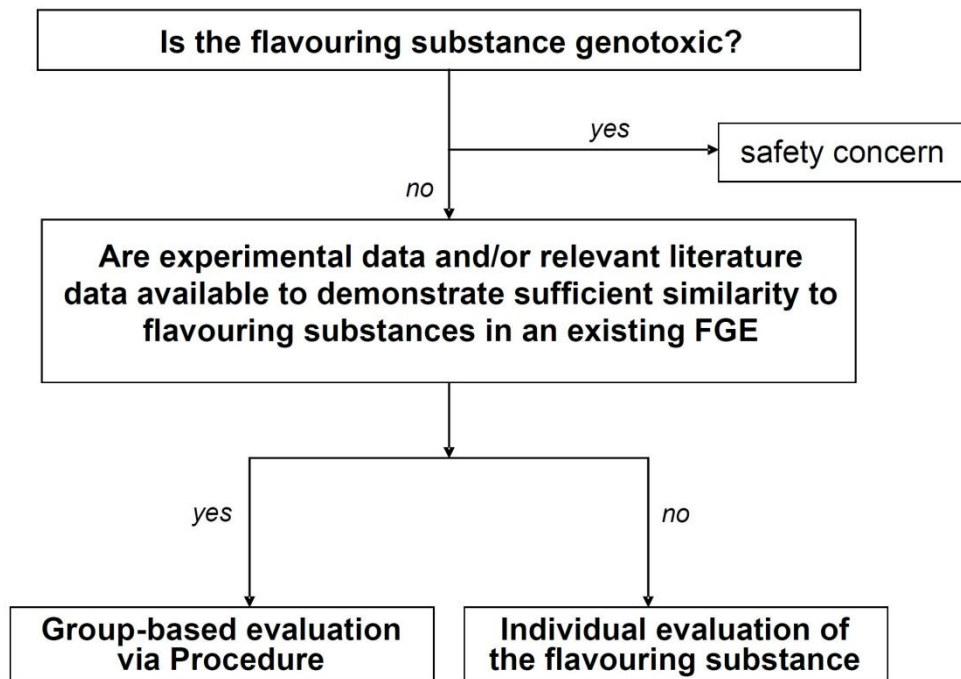 Is the flavouring substance genotoxic?
yes
safety concern
no
Are experimental data and/or relevant literature
data available to demonstrate sufficient similarity to
flavouring substances in an existing FGE
yes
no
Group-based evaluation
via Procedure
Individual evaluation of
the flavouring substance